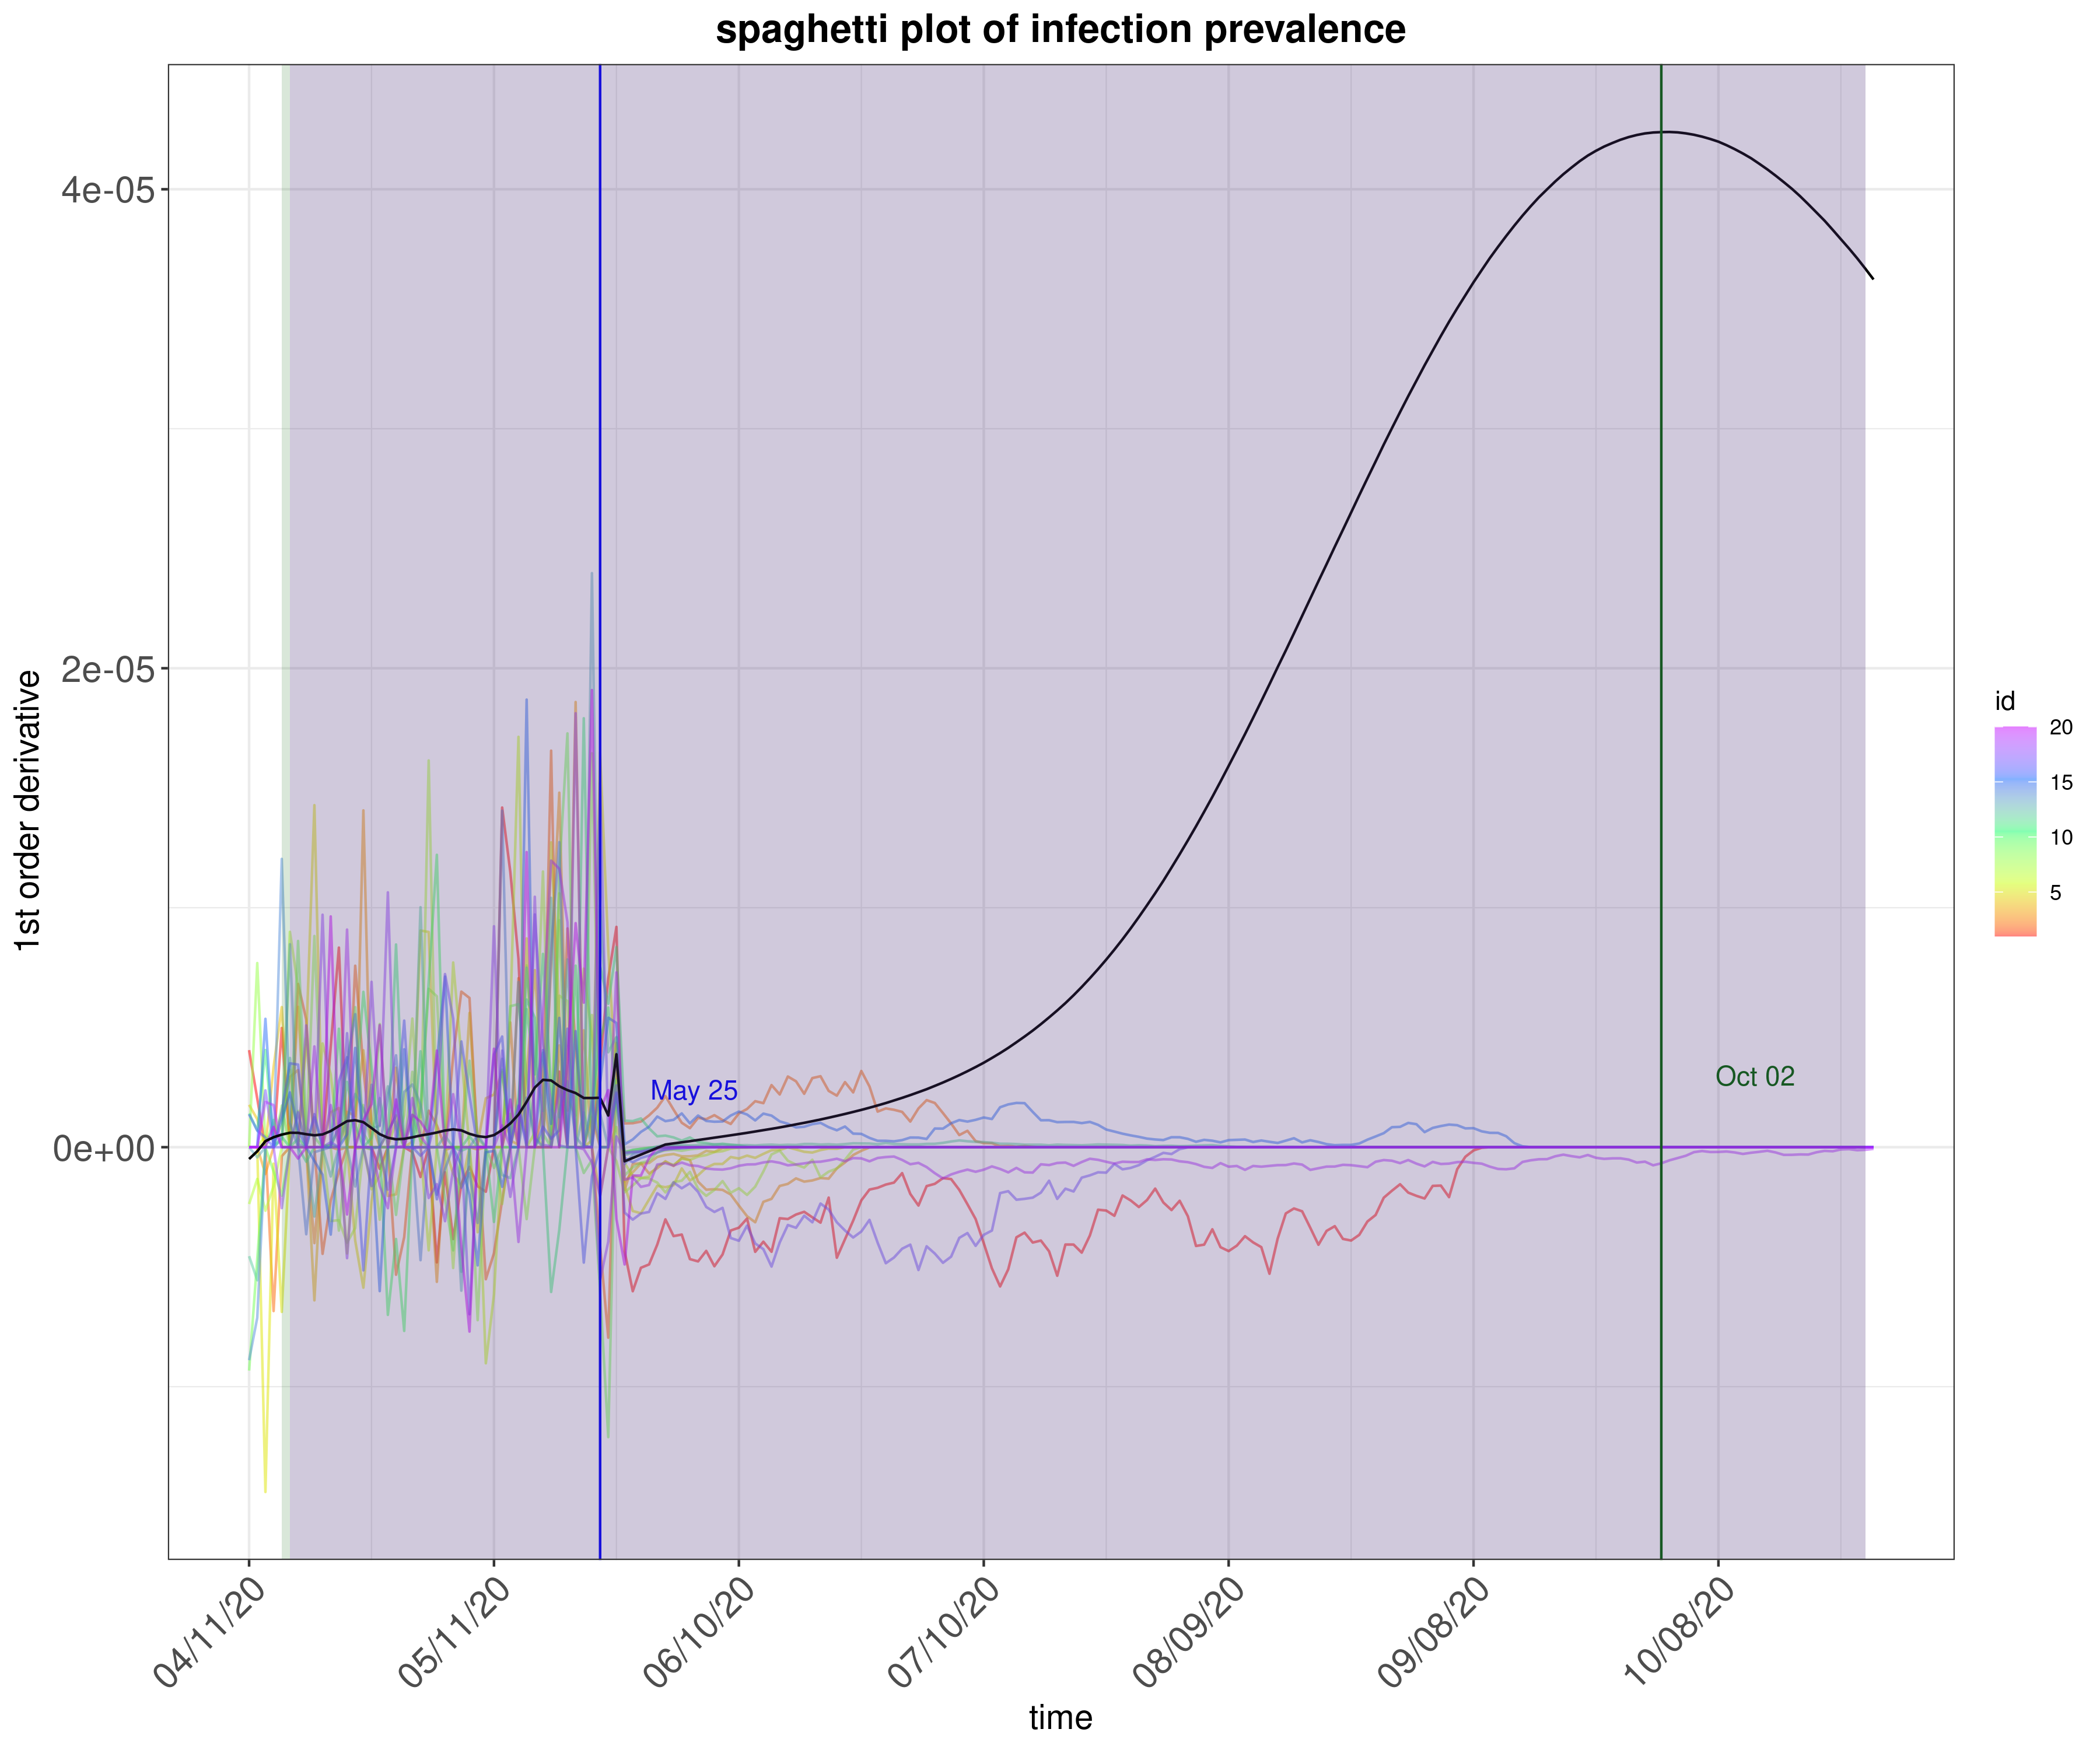 spaghetti plot of infection prevalence
1st order derivative
4e-05
2e-05
0e+00
May 25
Oct 02
id
20
15
10
5
04/11/20
05/11/20
06/10/20
07/10/20
08/09/20
09/08/20
10/08/20
time